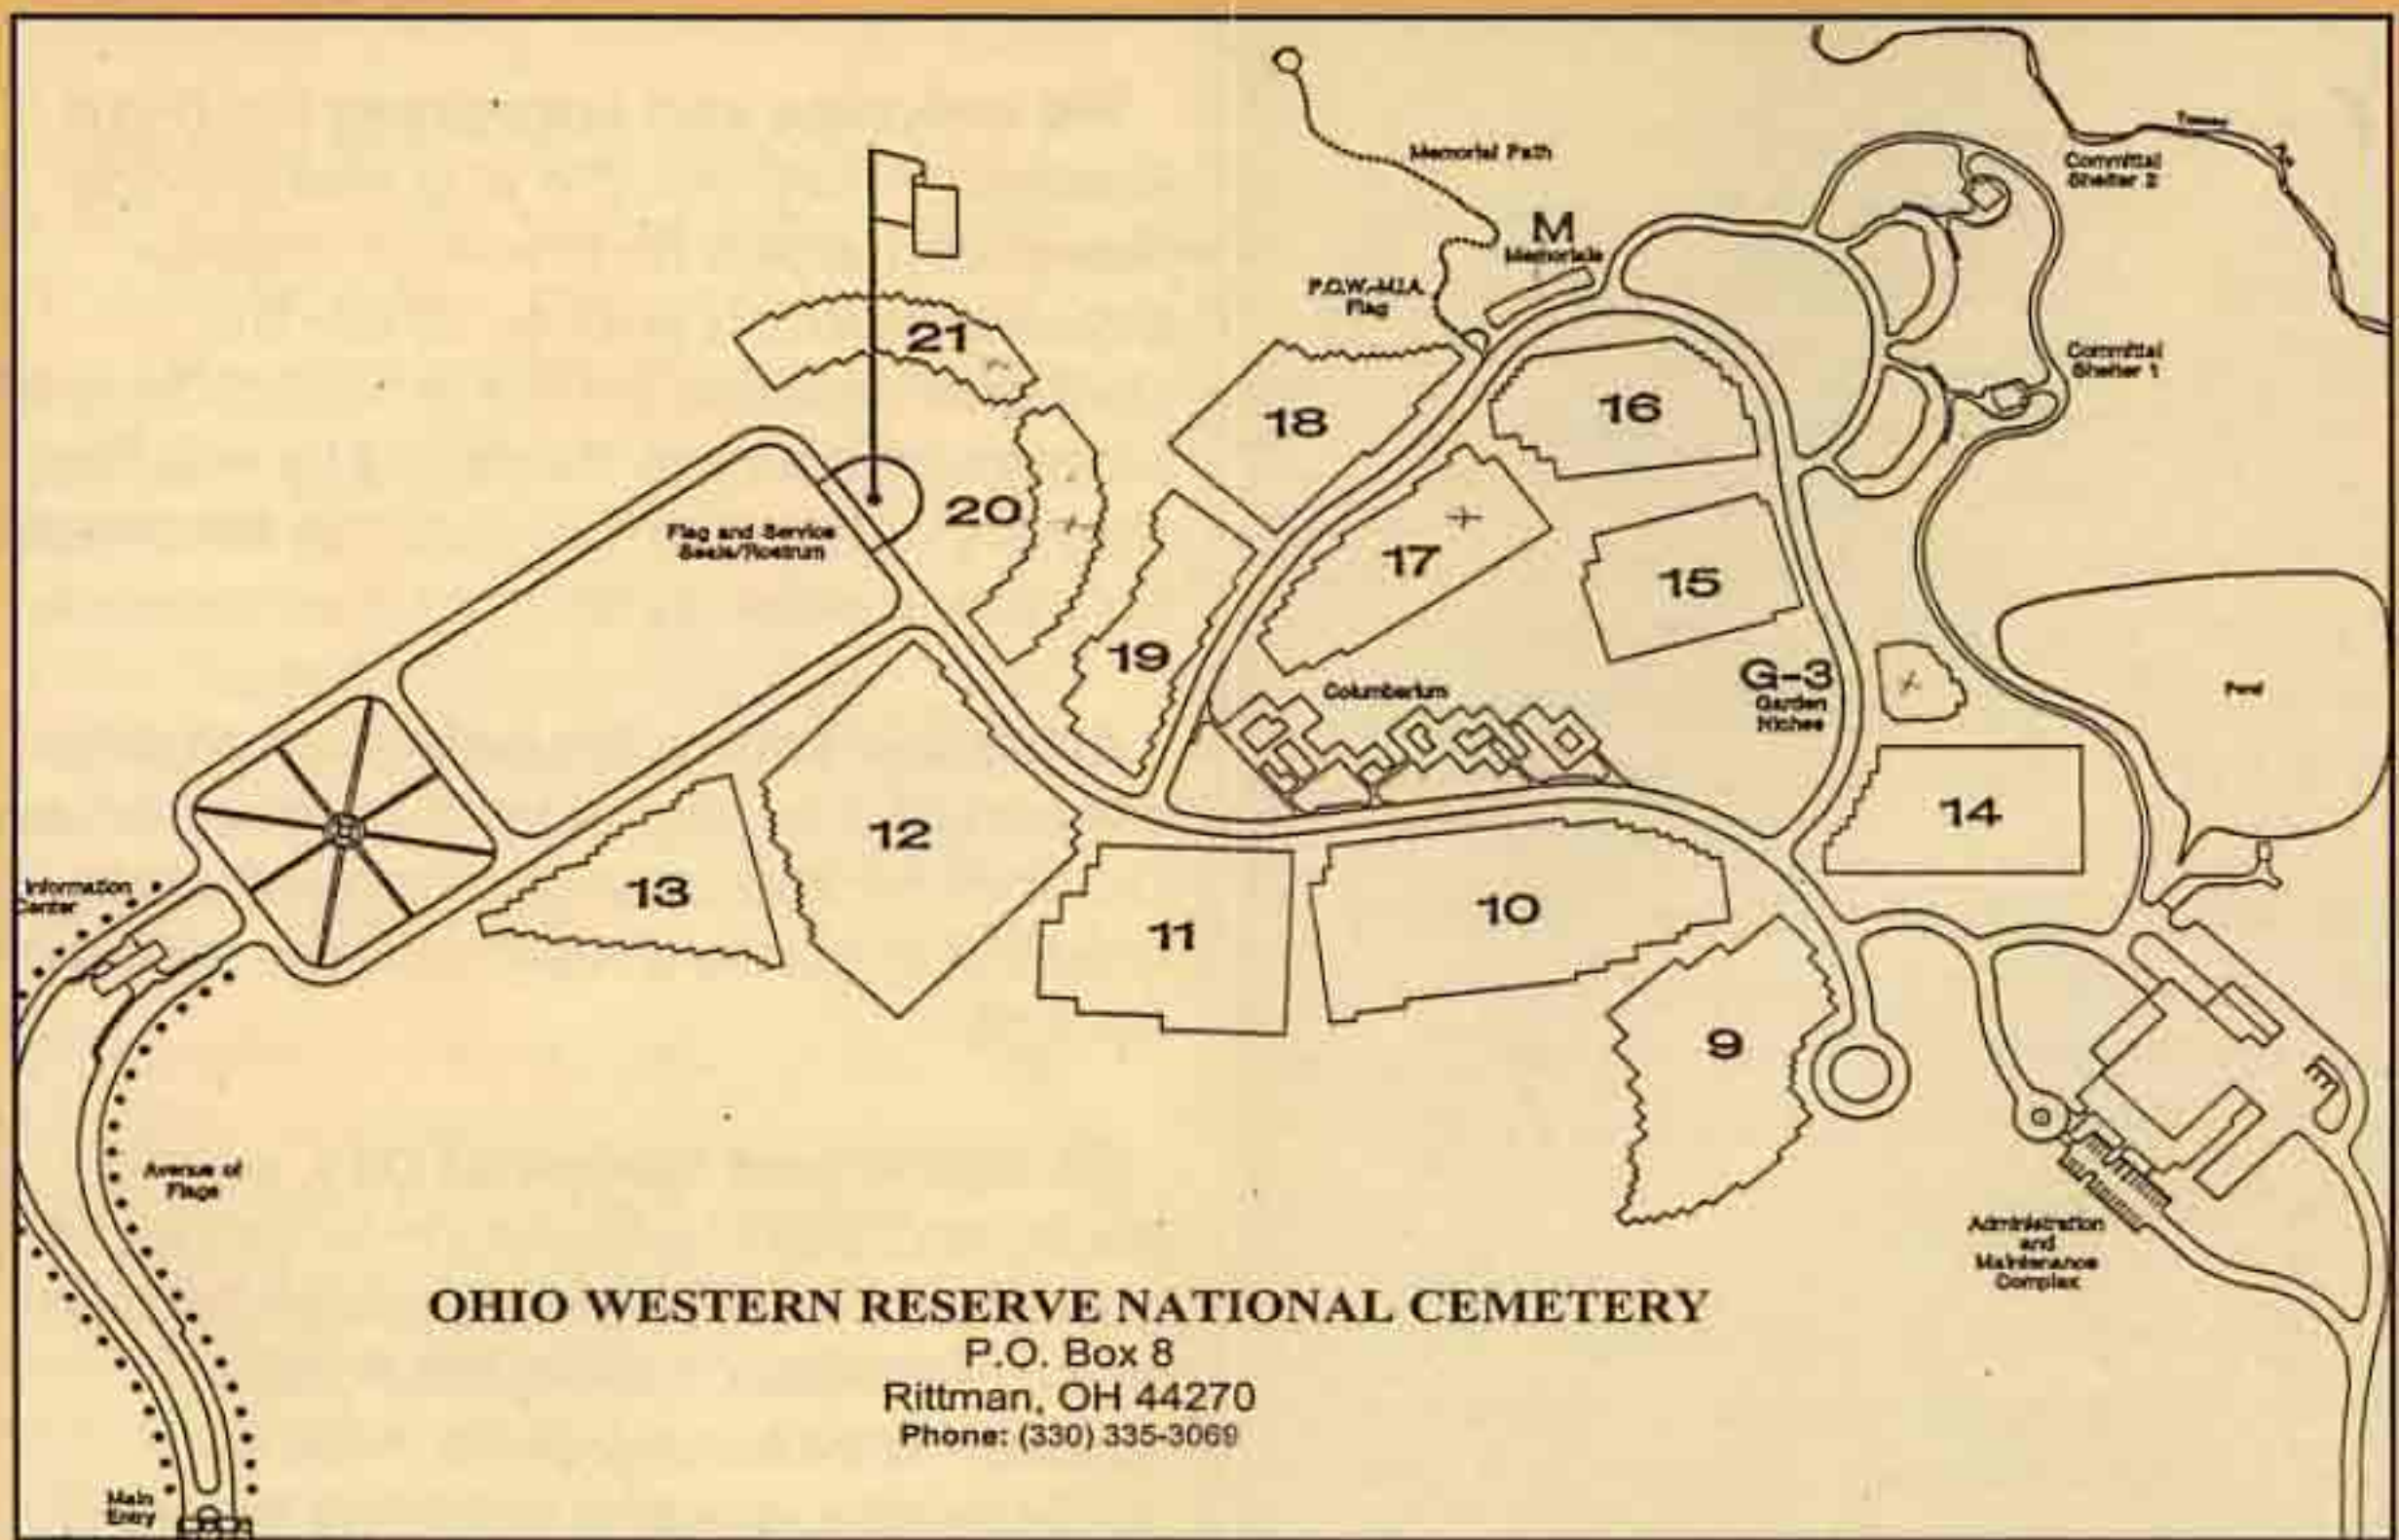 Memorial Path
Committal
Shelter 2
M
Memorials
P.O.W.-M.I.A.
Flag
21
Committal
Shelter 1
18
16
20
Flag and Service
Seals/Rostrum
17
15
19
G-3
Garden
Niches
Columbarium
Pond
14
12
13
Information
Center
10
11
9
Avenue of
Flags
Administration
and
Maintenance
Complex
OHIO WESTERN RESERVE NATIONAL CEMETERY
P.O. Box 8
Rittman, OH 44270
Phone: (330) 335-3069
Main
Entry